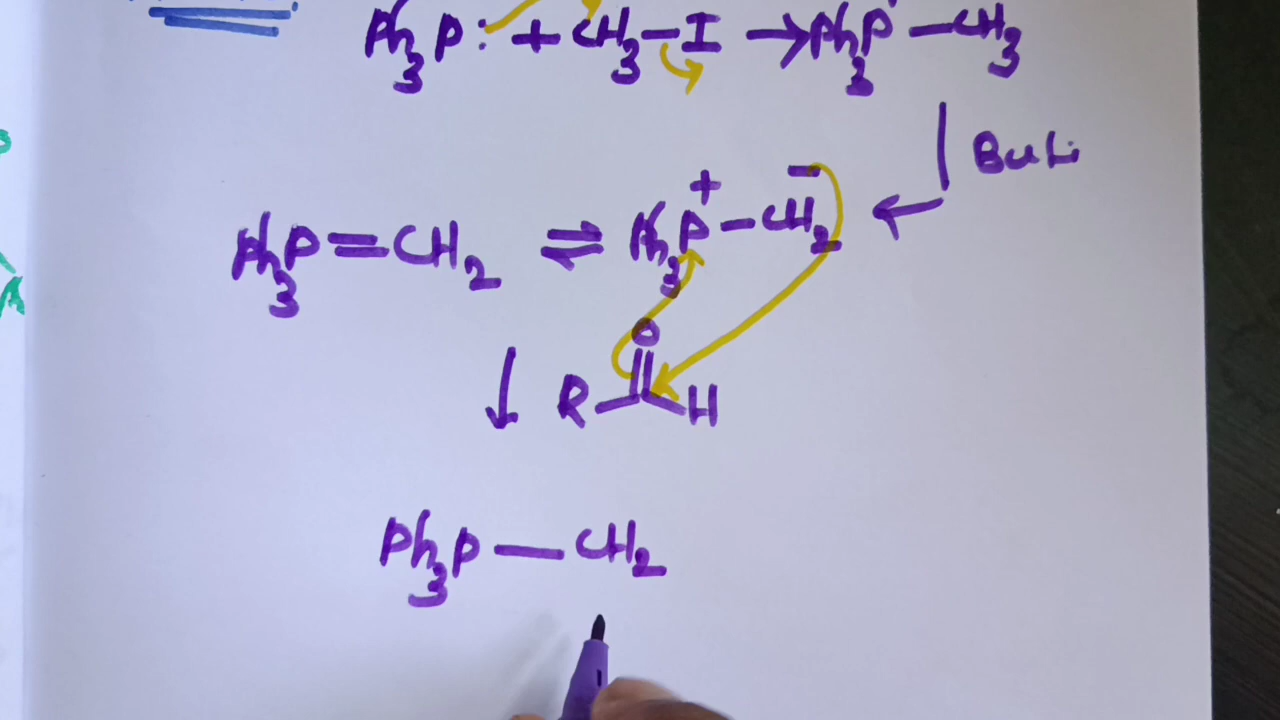 Ph₃P: + CH₃–I → Ph₃P–CH₃
BuLi
Ph₃P=CH₂ ⇌ Ph₃P⁺–CH₂⁻
O
R H
Ph₃P–CH₂